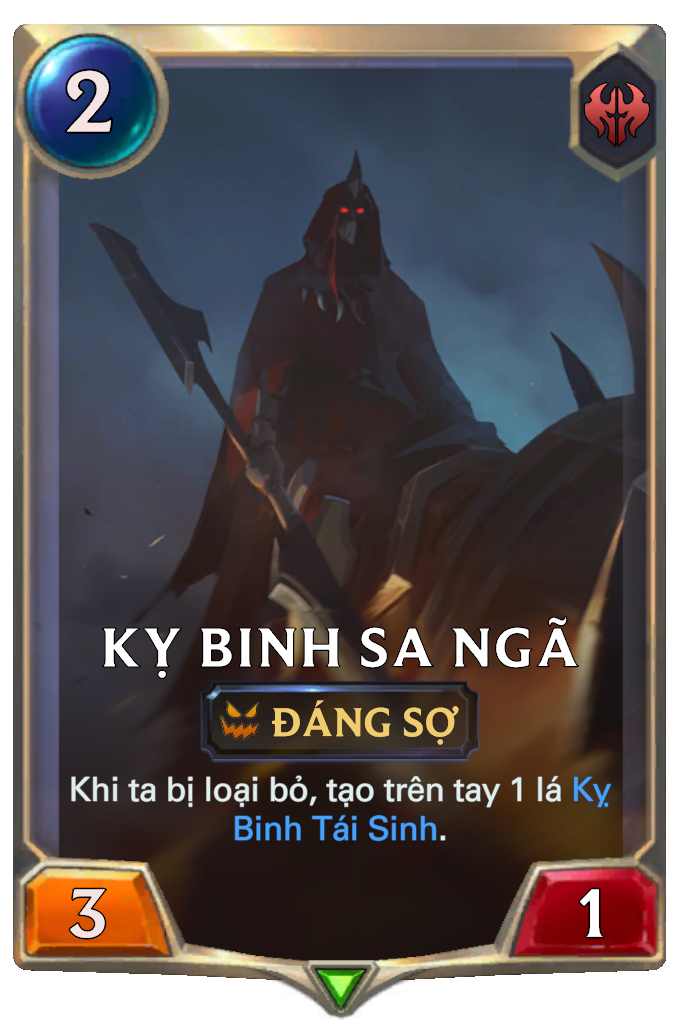 2
KỴ BINH SA NGÃ
ĐÁNG SỢ
Khi ta bị loại bỏ, tạo trên tay 1 lá Kỵ
Binh Tái Sinh.
3
1